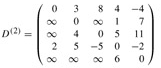 D(2) =
0 3 8 4 −4
∞ 0 ∞ 1 7
∞ 4 0 5 11
2 5 −5 0 −2
∞ ∞ ∞ 6 0